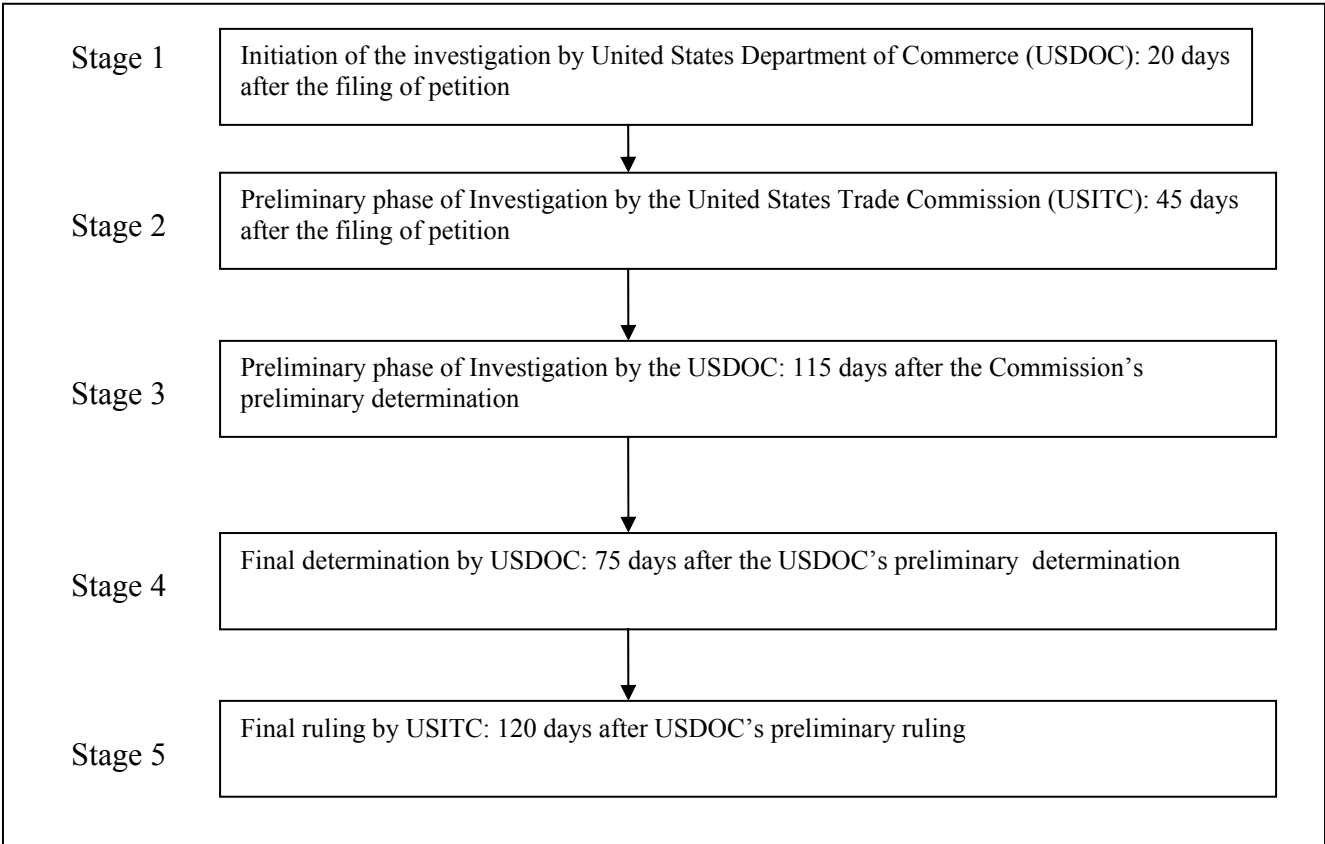 Stage 1
Initiation of the investigation by United States Department of Commerce (USDOC): 20 days
after the filing of petition
Stage 2
Preliminary phase of Investigation by the United States Trade Commission (USITC): 45 days
after the filing of petition
Stage 3
Preliminary phase of Investigation by the USDOC: 115 days after the Commission's
preliminary determination
Stage 4
Final determination by USDOC: 75 days after the USDOC's preliminary determination
Stage 5
Final ruling by USITC: 120 days after USDOC's preliminary ruling